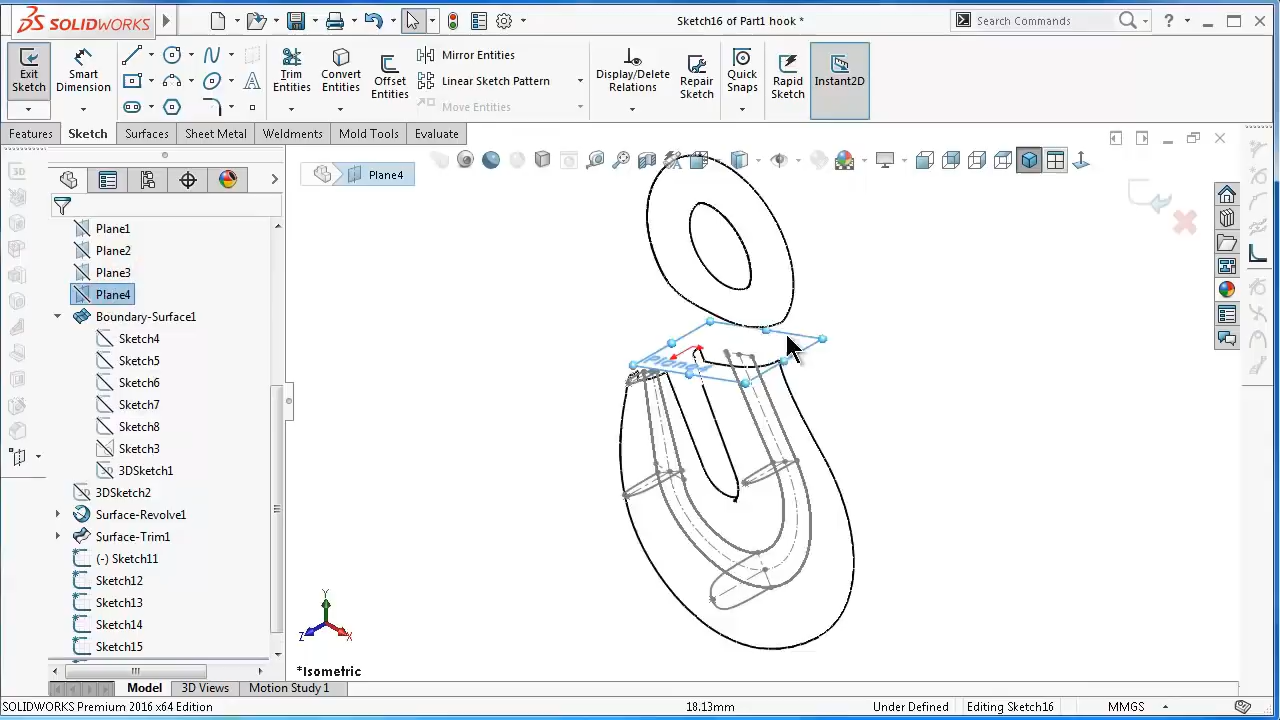 SOLIDWORKS
Sketch16 of Part1 hook *
Search Commands
Exit Sketch
Smart Dimension
Trim Entities
Convert Entities
Offset Entities
Mirror Entities
Linear Sketch Pattern
Move Entities
Display/Delete Relations
Repair Sketch
Quick Snaps
Rapid Sketch
Instant2D
Features
Sketch
Surfaces
Sheet Metal
Weldments
Mold Tools
Evaluate
Plane4
Plane1
Plane2
Plane3
Plane4
Boundary-Surface1
Sketch4
Sketch5
Sketch6
Sketch7
Sketch8
Sketch3
3DSketch1
3DSketch2
Surface-Revolve1
Surface-Trim1
(-) Sketch11
Sketch12
Sketch13
Sketch14
Sketch15
Plane4
Y
Z
X
*Isometric
Model
3D Views
Motion Study 1
SOLIDWORKS Premium 2016 x64 Edition
18.13mm
Under Defined
Editing Sketch16
MMGS